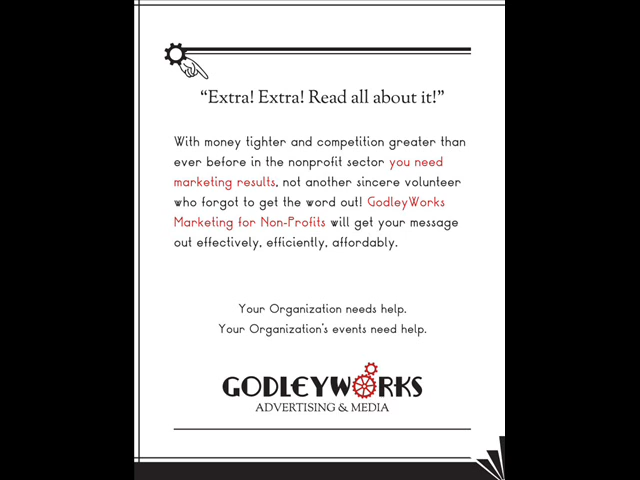 “Extra! Extra! Read all about it!”
With money tighter and competition greater than
ever before in the nonprofit sector you need
marketing results, not another sincere volunteer
who forgot to get the word out! GodleyWorks
Marketing for Non-Profits will get your message
out effectively, efficiently, affordably.
Your Organization needs help.
Your Organization's events need help.
GODLEYWORKS
ADVERTISING & MEDIA